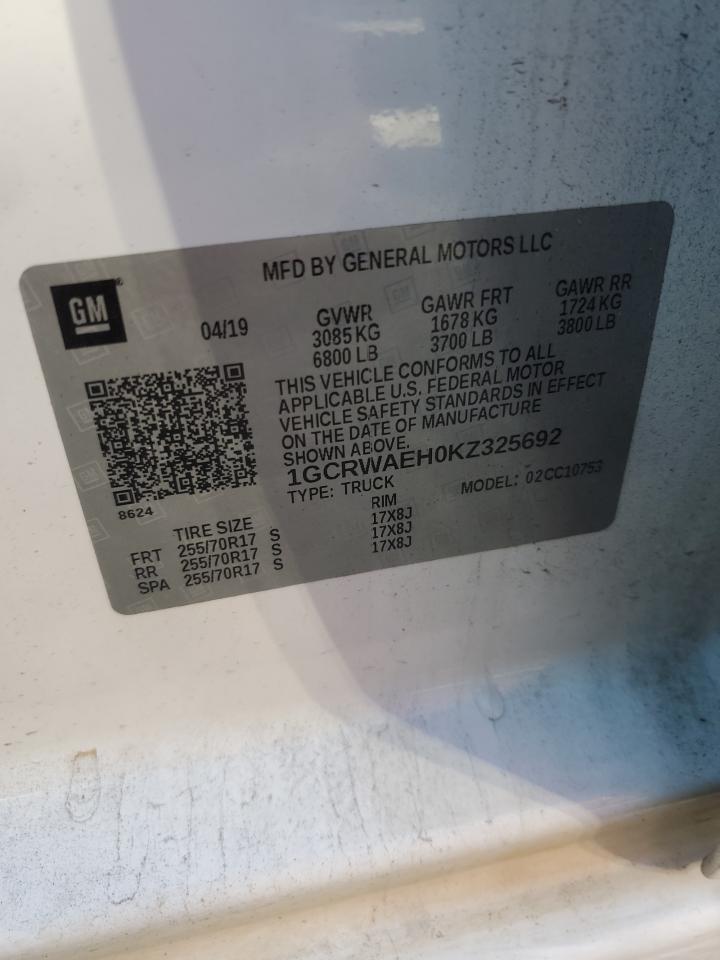 MFD BY GENERAL MOTORS LLC
GM®
04/19
GVWR
3085 KG
6800 LB
GAWR FRT
1678 KG
3700 LB
GAWR RR
1724 KG
3800 LB
THIS VEHICLE CONFORMS TO ALL
APPLICABLE U.S. FEDERAL MOTOR
VEHICLE SAFETY STANDARDS IN EFFECT
ON THE DATE OF MANUFACTURE
SHOWN ABOVE.
1GCRWAEH0KZ325692
TYPE: TRUCK
MODEL: 02CC10753
8624
TIRE SIZE RIM
FRT 255/70R17 S 17X8J
RR 255/70R17 S 17X8J
SPA 255/70R17 S 17X8J